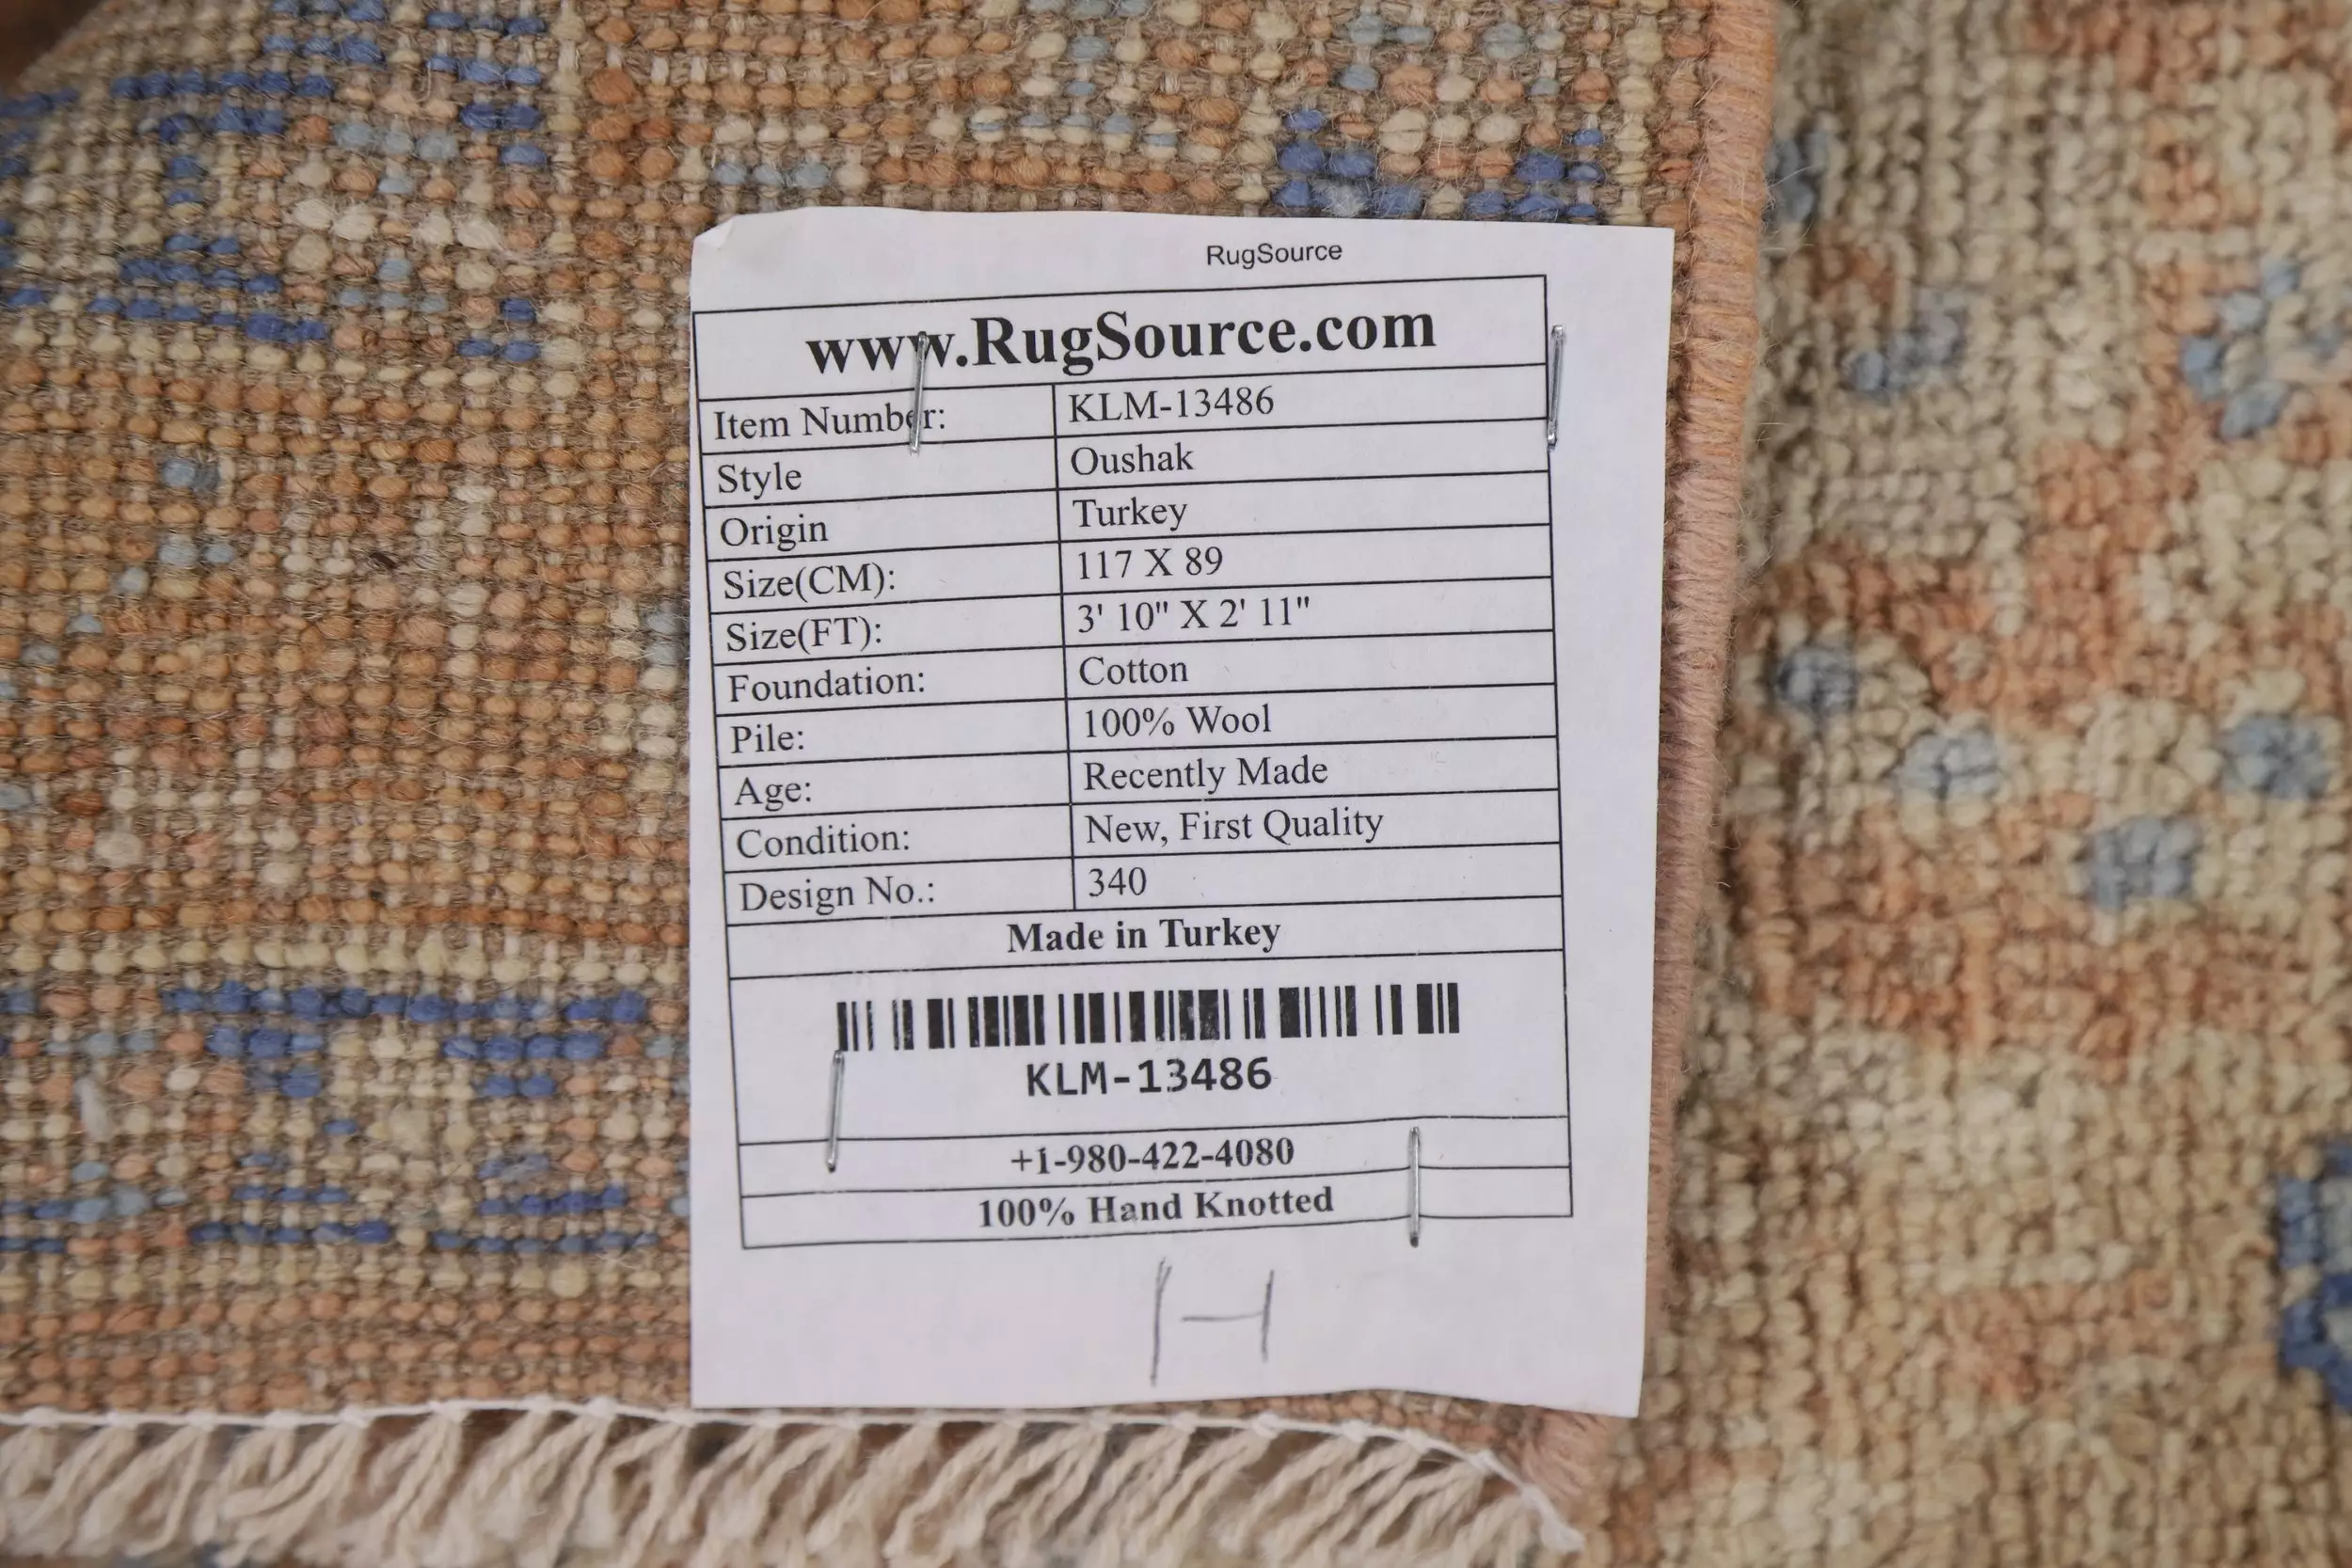 RugSource
www.RugSource.com
Item Number: KLM-13486
Style Oushak
Origin Turkey
Size(CM): 117 X 89
Size(FT): 3' 10" X 2' 11"
Foundation: Cotton
Pile: 100% Wool
Age: Recently Made
Condition: New, First Quality
Design No.: 340
Made in Turkey
KLM-13486
+1-980-422-4080
100% Hand Knotted
H